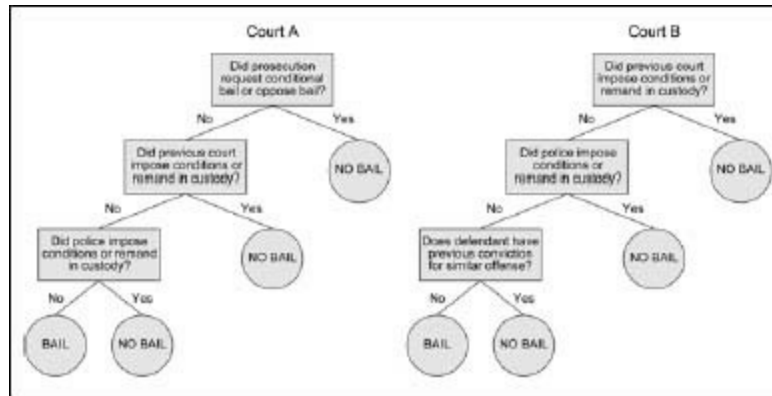 Court A
Court B
Did prosecution
request conditional
bail or oppose bail?
Did previous court
impose conditions or
remand in custody?
No
Yes
No
Yes
Did previous court
impose conditions or
remand in custody?
NO BAIL
Did police impose
conditions or
remand in custody?
NO BAIL
No
Yes
No
Yes
Did police impose
conditions or remand
in custody?
NO BAIL
Does defendant have
previous conviction
for similar offense?
NO BAIL
No
Yes
No
Yes
BAIL
NO BAIL
BAIL
NO BAIL